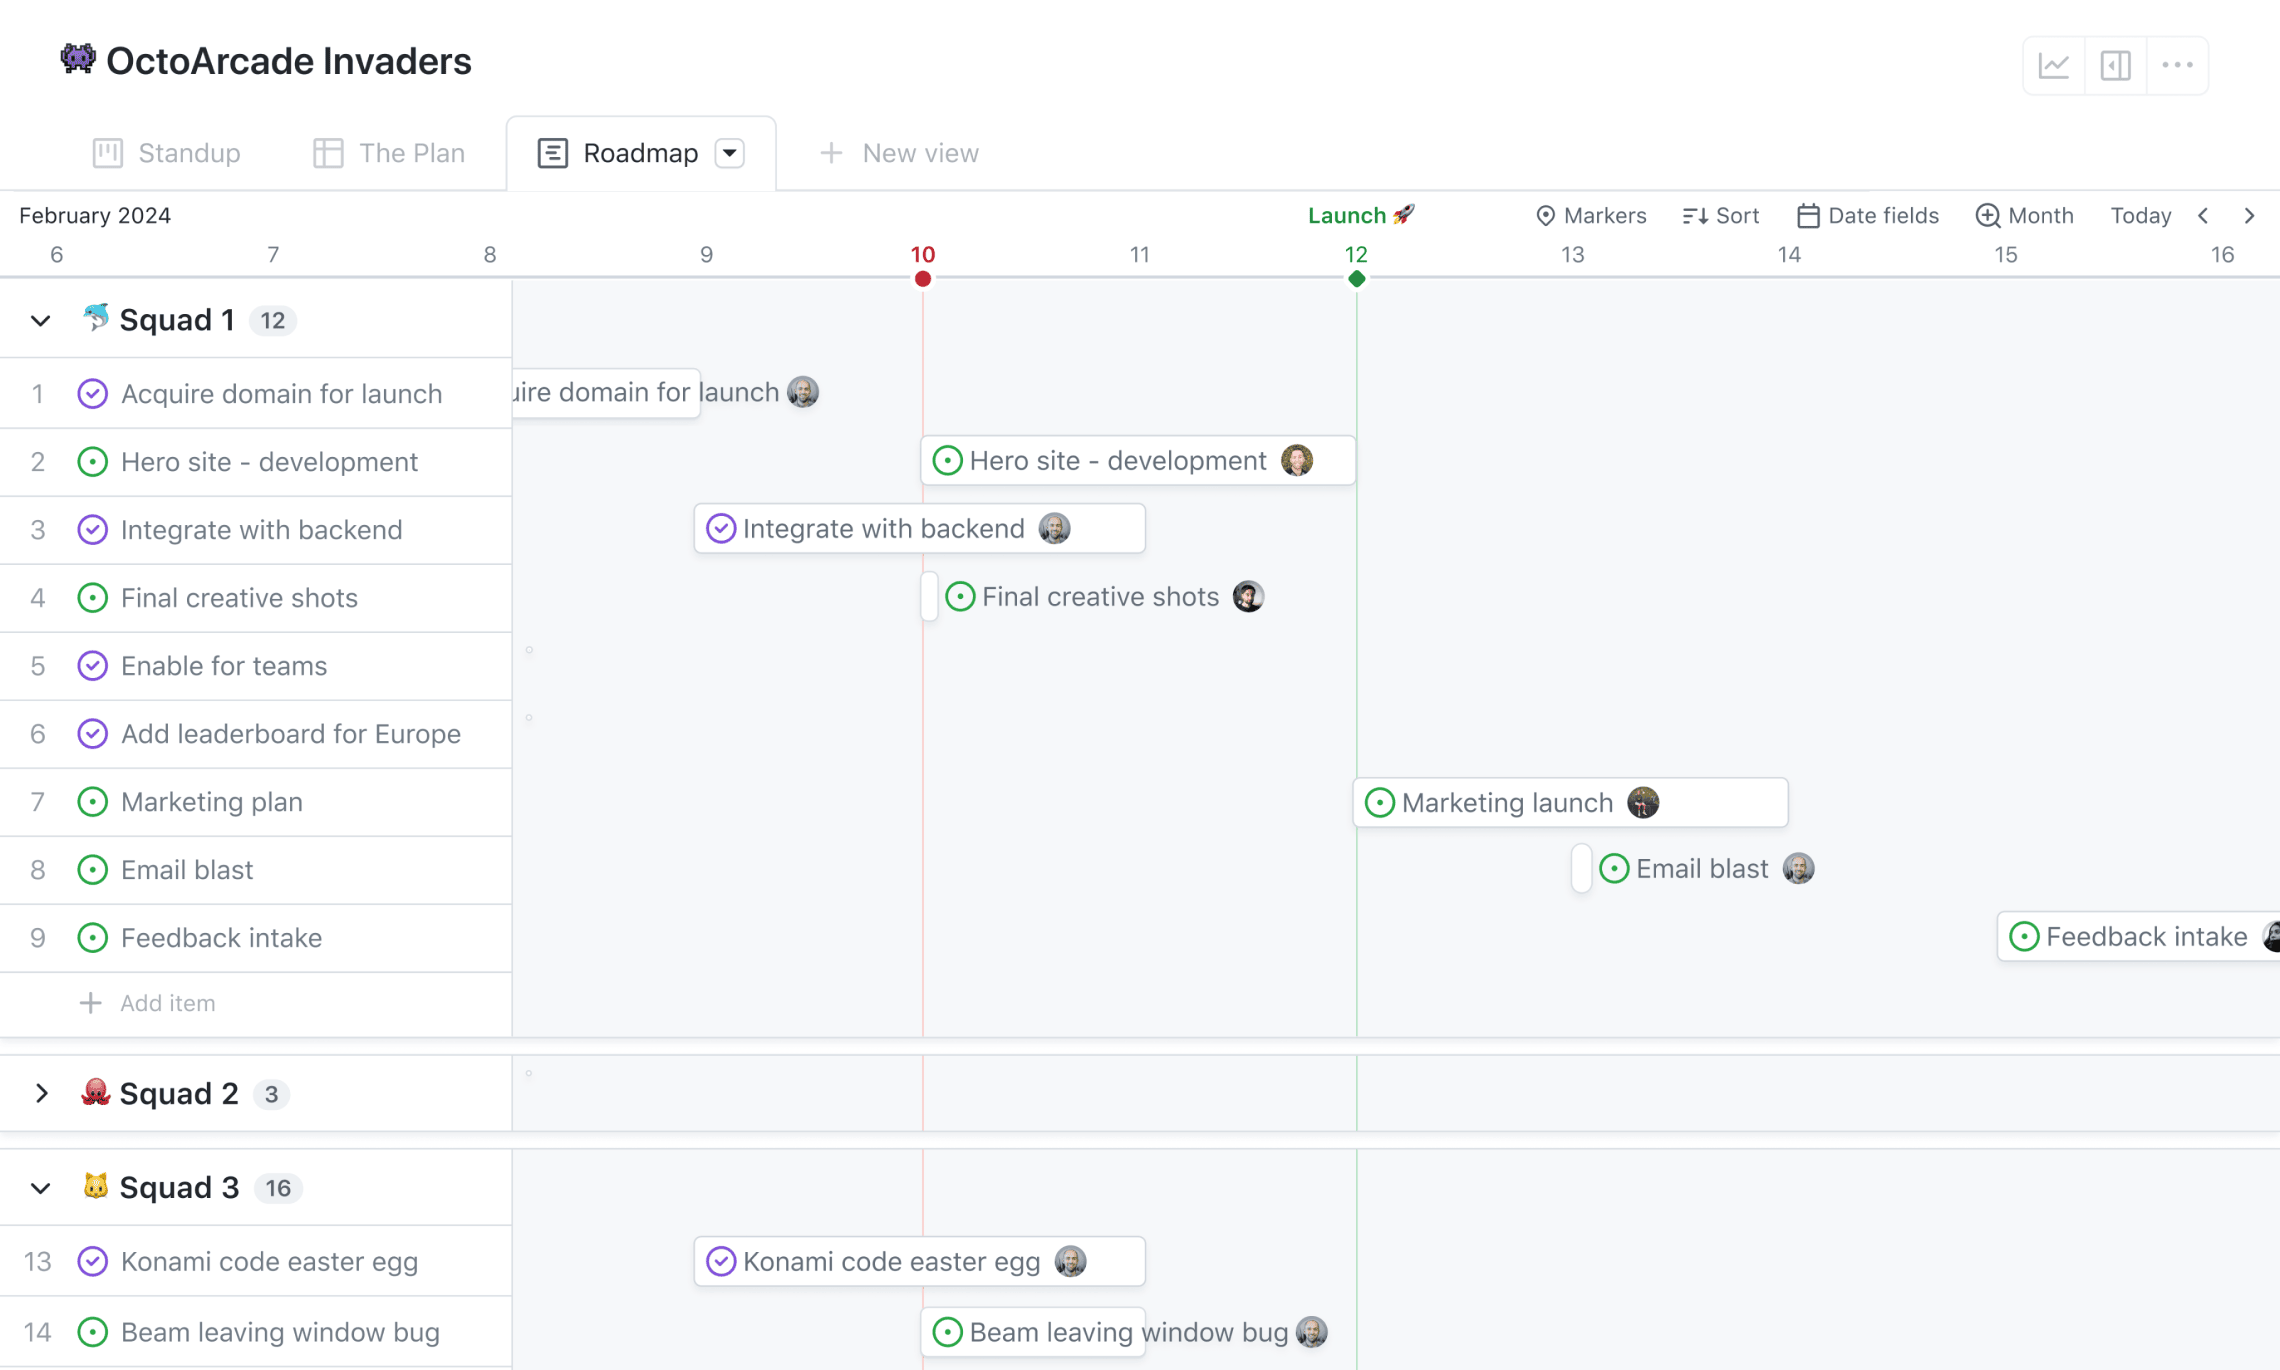 OctoArcade Invaders
Standup
The Plan
Roadmap
New view
February 2024
Launch 🚀
Markers
Sort
Date fields
Month
Today
6 7 8 9 10 11 12 13 14 15 16
Squad 1 12
1 Acquire domain for launch
uire domain for launch
2 Hero site - development
Hero site - development
3 Integrate with backend
Integrate with backend
4 Final creative shots
Final creative shots
5 Enable for teams
6 Add leaderboard for Europe
7 Marketing plan
Marketing launch
8 Email blast
Email blast
9 Feedback intake
Feedback intake
Add item
Squad 2 3
Squad 3 16
13 Konami code easter egg
Konami code easter egg
14 Beam leaving window bug
Beam leaving window bug